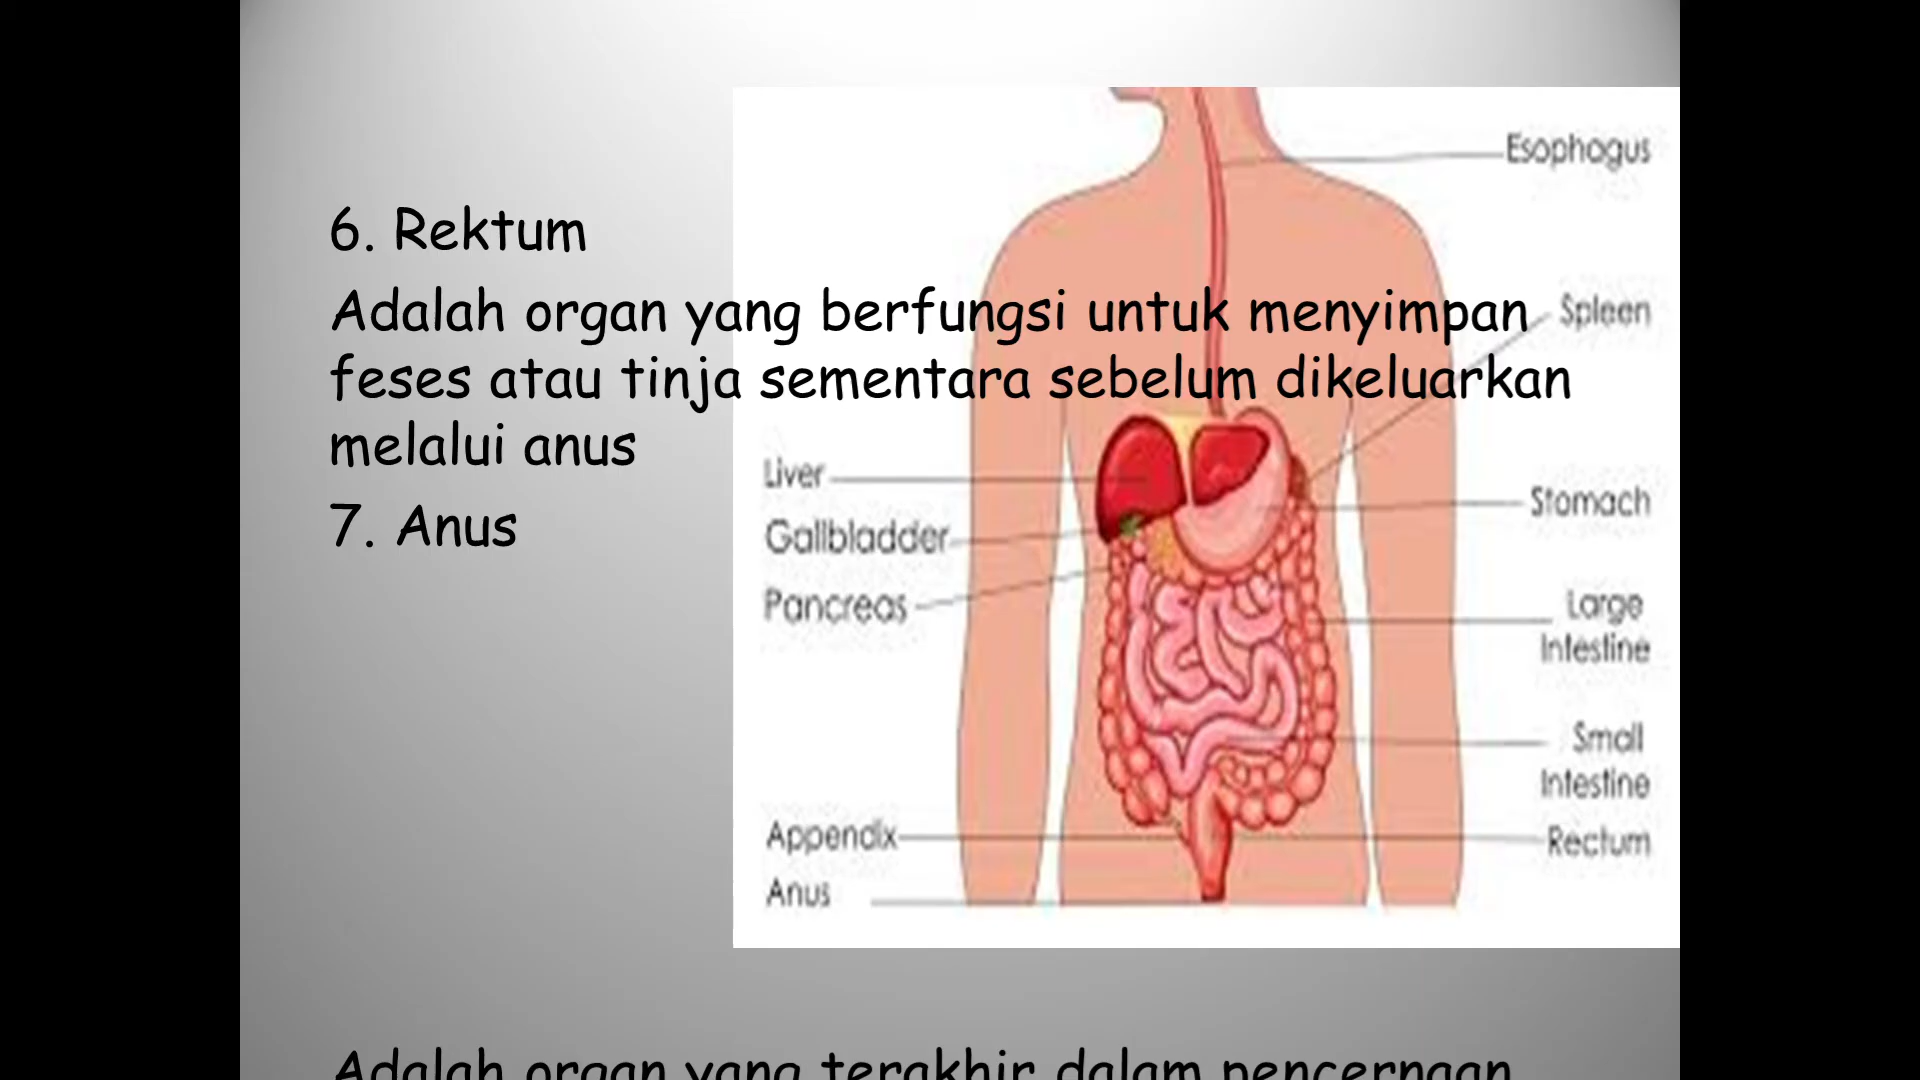 6. Rektum
Adalah organ yang berfungsi untuk menyimpan
feses atau tinja sementara sebelum dikeluarkan
melalui anus
7. Anus
Adalah organ yang terakhir dalam pencernaan
Esophagus
Spleen
Liver
Stomach
Gallbladder
Pancreas
Large
Intestine
Small
Intestine
Appendix
Rectum
Anus